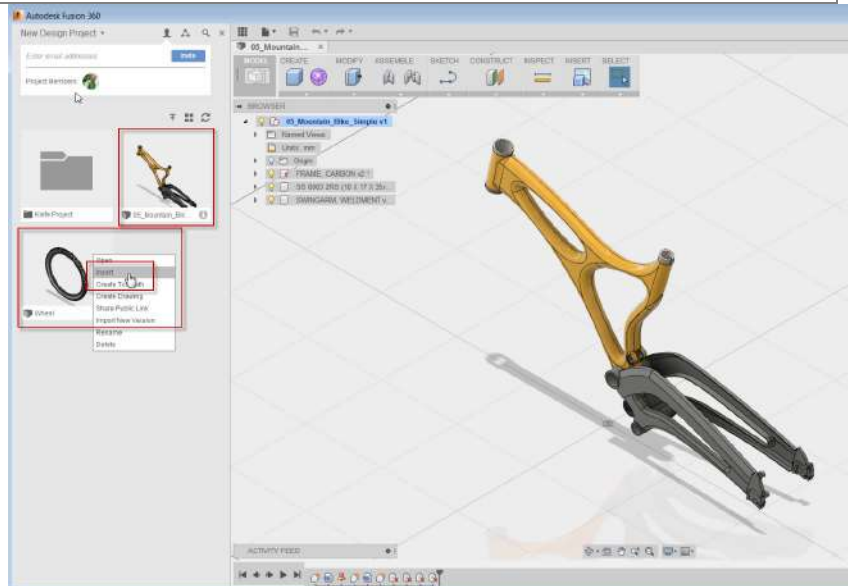 Autodesk Fusion 360
New Design Project
Enter email addresses
Invite
Project Members
Knife Project
05_Mountain_Bik...
Wheel
Open
Insert
Create Drawing
Share Public Link
Import New Version
Rename
Delete
05_Mountain...
MODEL
CREATE
MODIFY
ASSEMBLE
SKETCH
CONSTRUCT
INSPECT
INSERT
SELECT
BROWSER
05_Mountain_Bike_Simple v1
Named Views
Units: mm
Origin
FRAME, CARBON v2
SWINGARM, WELDMENT v...
ACTIVITY FEED